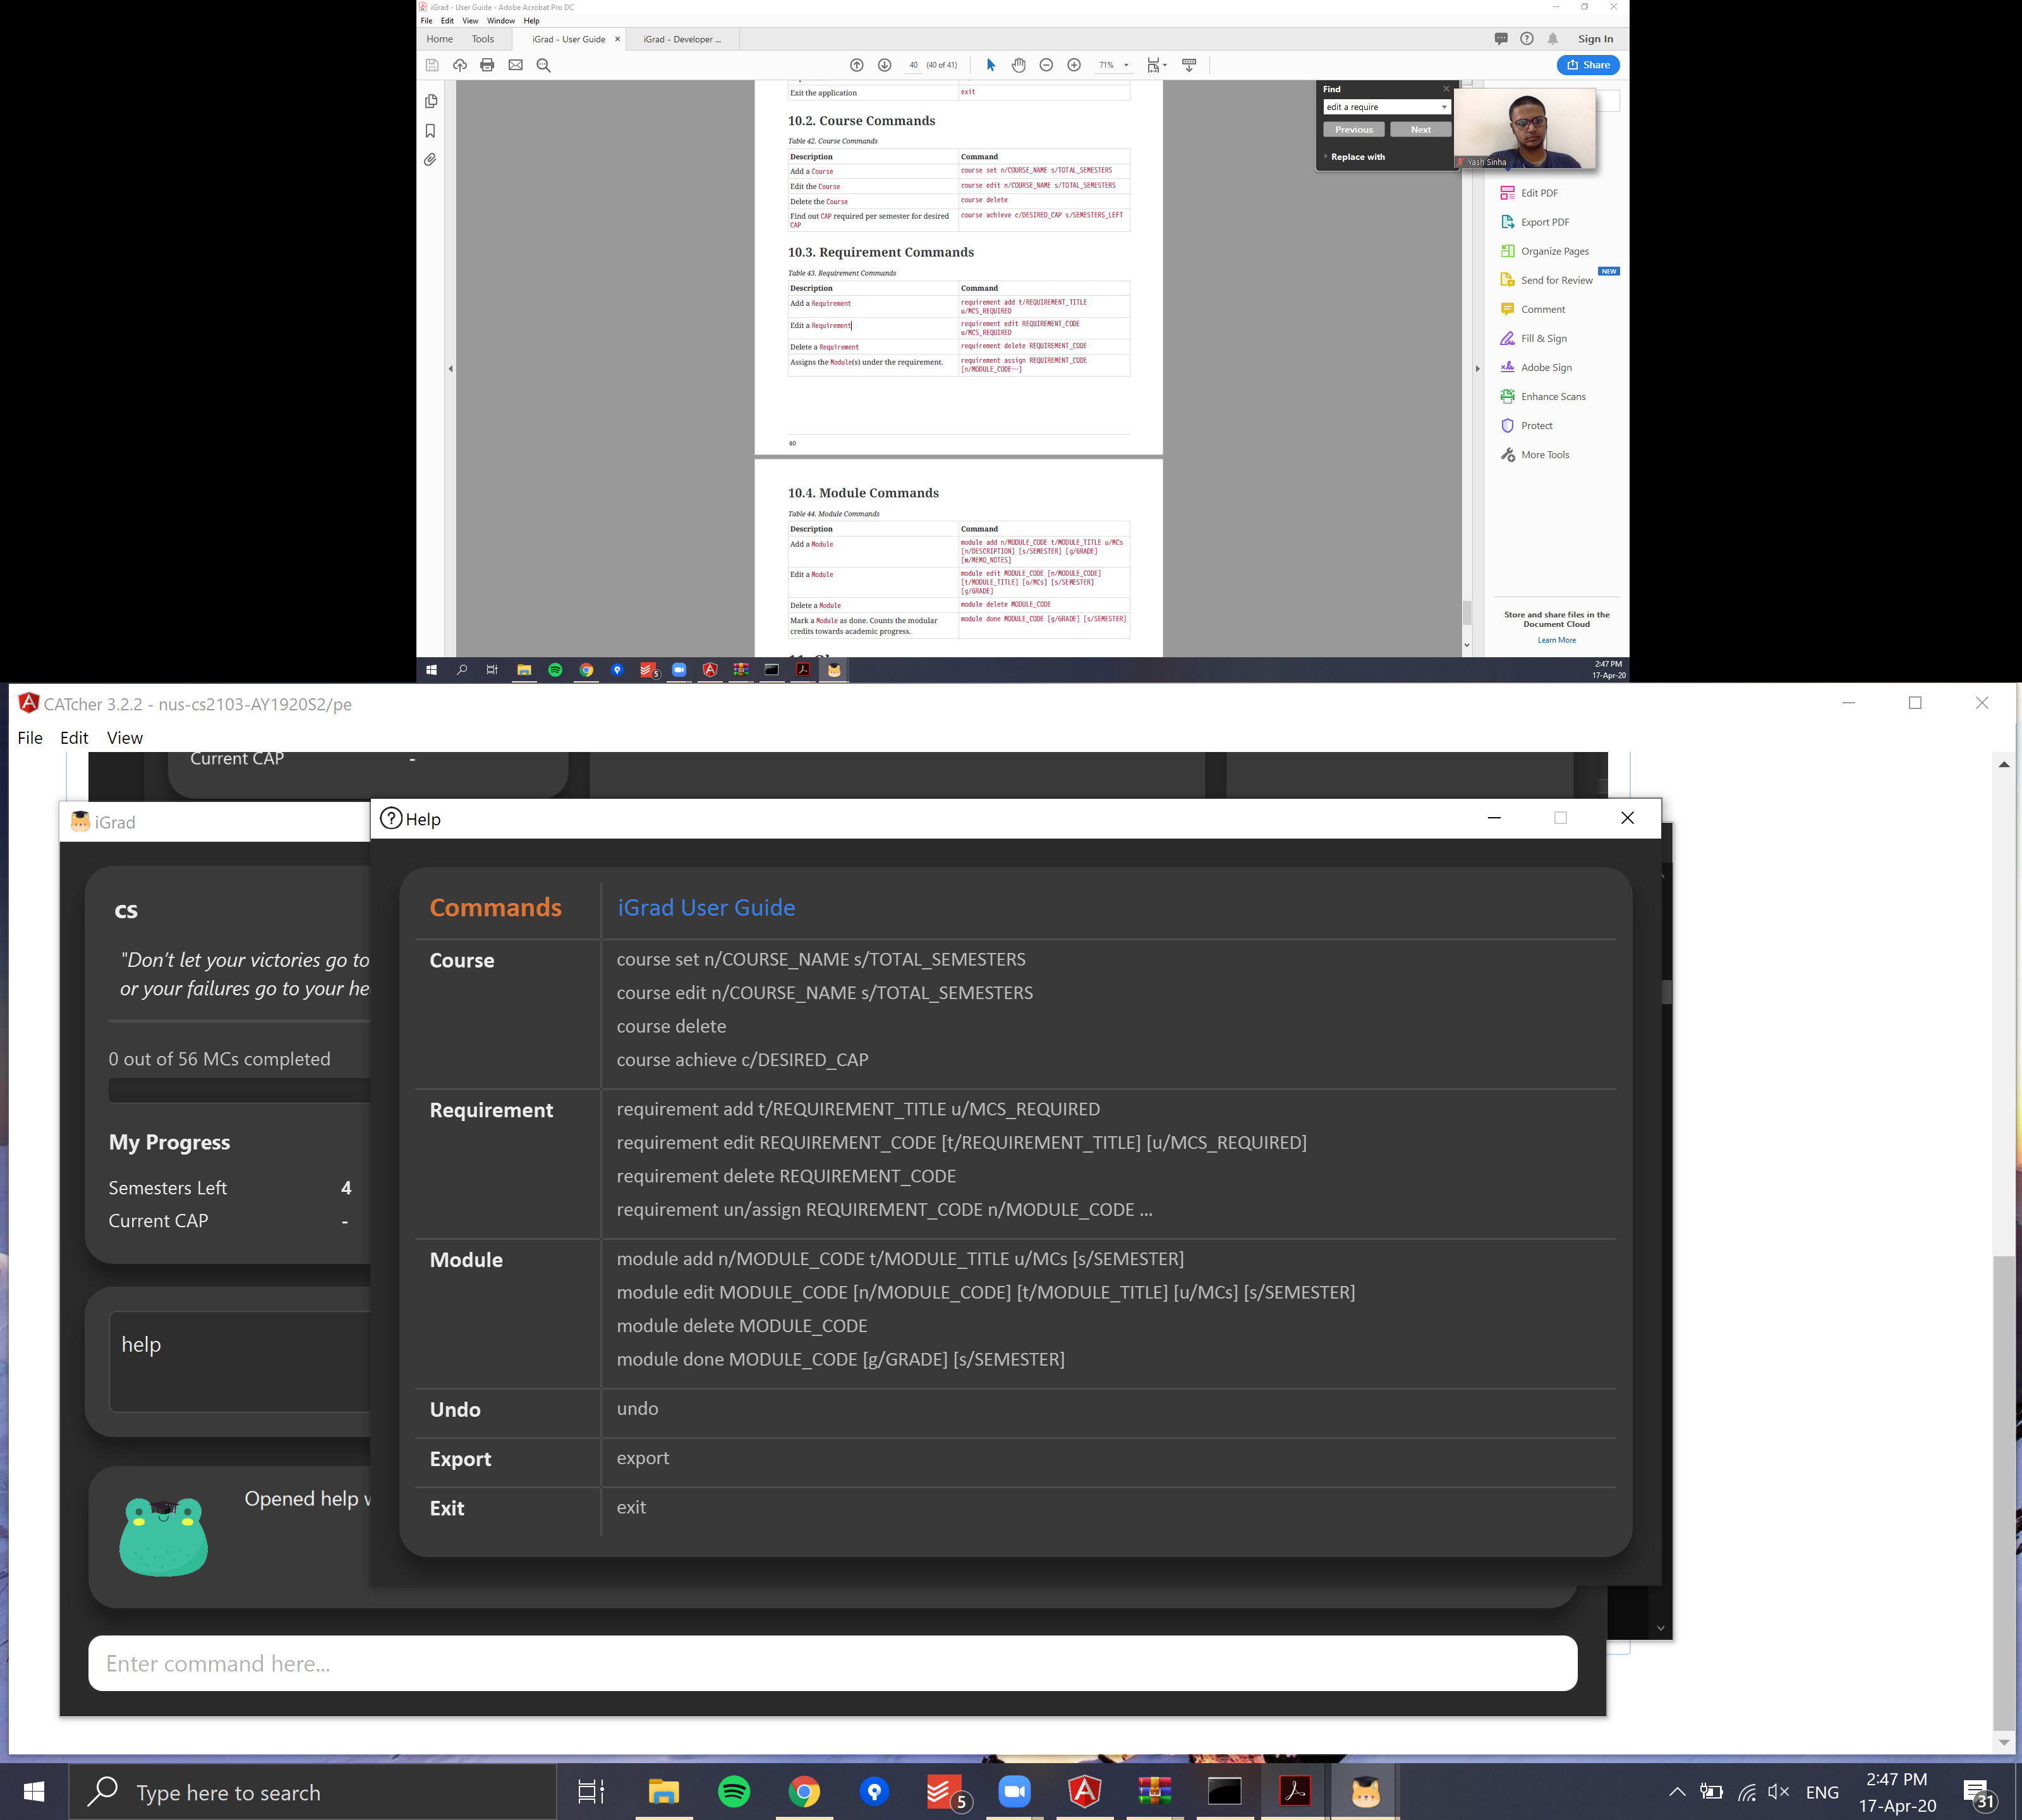 iGrad - User Guide - Adobe Acrobat Pro DC
File Edit View Window Help
Home Tools iGrad - User Guide × iGrad - Developer ... Sign In
40 (40 of 41) 71% Share
Exit the application exit
10.2. Course Commands
Table 42. Course Commands
Description Command
Add a Course course set n/COURSE_NAME s/TOTAL_SEMESTERS
Edit the Course course edit n/COURSE_NAME s/TOTAL_SEMESTERS
Delete the Course course delete
Find out CAP required per semester for desired course achieve c/DESIRED_CAP s/SEMESTERS_LEFT
CAP
10.3. Requirement Commands
Table 43. Requirement Commands
Description Command
Add a Requirement requirement add t/REQUIREMENT_TITLE
u/MCS_REQUIRED
Edit a Requirement requirement edit REQUIREMENT_CODE
u/MCS_REQUIRED
Delete a Requirement requirement delete REQUIREMENT_CODE
Assigns the Module(s) under the requirement. requirement assign REQUIREMENT_CODE
[n/MODULE_CODE…]
40
10.4. Module Commands
Table 44. Module Commands
Description Command
Add a Module module add n/MODULE_CODE t/MODULE_TITLE u/MCs
[n/DESCRIPTION] [s/SEMESTER] [g/GRADE]
[m/MEMO_NOTES]
Edit a Module module edit MODULE_CODE [n/MODULE_CODE]
[t/MODULE_TITLE] [u/MCs] [s/SEMESTER]
[g/GRADE]
Delete a Module module delete MODULE_CODE
Mark a Module as done. Counts the modular module done MODULE_CODE [g/GRADE] [s/SEMESTER]
credits towards academic progress.
Find
edit a require
Previous Next
Replace with
Yash Sinha
Edit PDF
Export PDF
Organize Pages
Send for Review NEW
Comment
Fill & Sign
Adobe Sign
Enhance Scans
Protect
More Tools
Store and share files in the
Document Cloud
Learn More
5
2:47 PM
17-Apr-20
CATcher 3.2.2 - nus-cs2103-AY1920S2/pe
File Edit View
Current CAP -
iGrad
cs
"Don't let your victories go to
or your failures go to your he
0 out of 56 MCs completed
My Progress
Semesters Left 4
Current CAP -
help
Opened help
Enter command here...
Help
Commands iGrad User Guide
Course course set n/COURSE_NAME s/TOTAL_SEMESTERS
course edit n/COURSE_NAME s/TOTAL_SEMESTERS
course delete
course achieve c/DESIRED_CAP
Requirement requirement add t/REQUIREMENT_TITLE u/MCS_REQUIRED
requirement edit REQUIREMENT_CODE [t/REQUIREMENT_TITLE] [u/MCS_REQUIRED]
requirement delete REQUIREMENT_CODE
requirement un/assign REQUIREMENT_CODE n/MODULE_CODE ...
Module module add n/MODULE_CODE t/MODULE_TITLE u/MCs [s/SEMESTER]
module edit MODULE_CODE [n/MODULE_CODE] [t/MODULE_TITLE] [u/MCs] [s/SEMESTER]
module delete MODULE_CODE
module done MODULE_CODE [g/GRADE] [s/SEMESTER]
Undo undo
Export export
Exit exit
Type here to search
5
ENG
2:47 PM
17-Apr-20
31